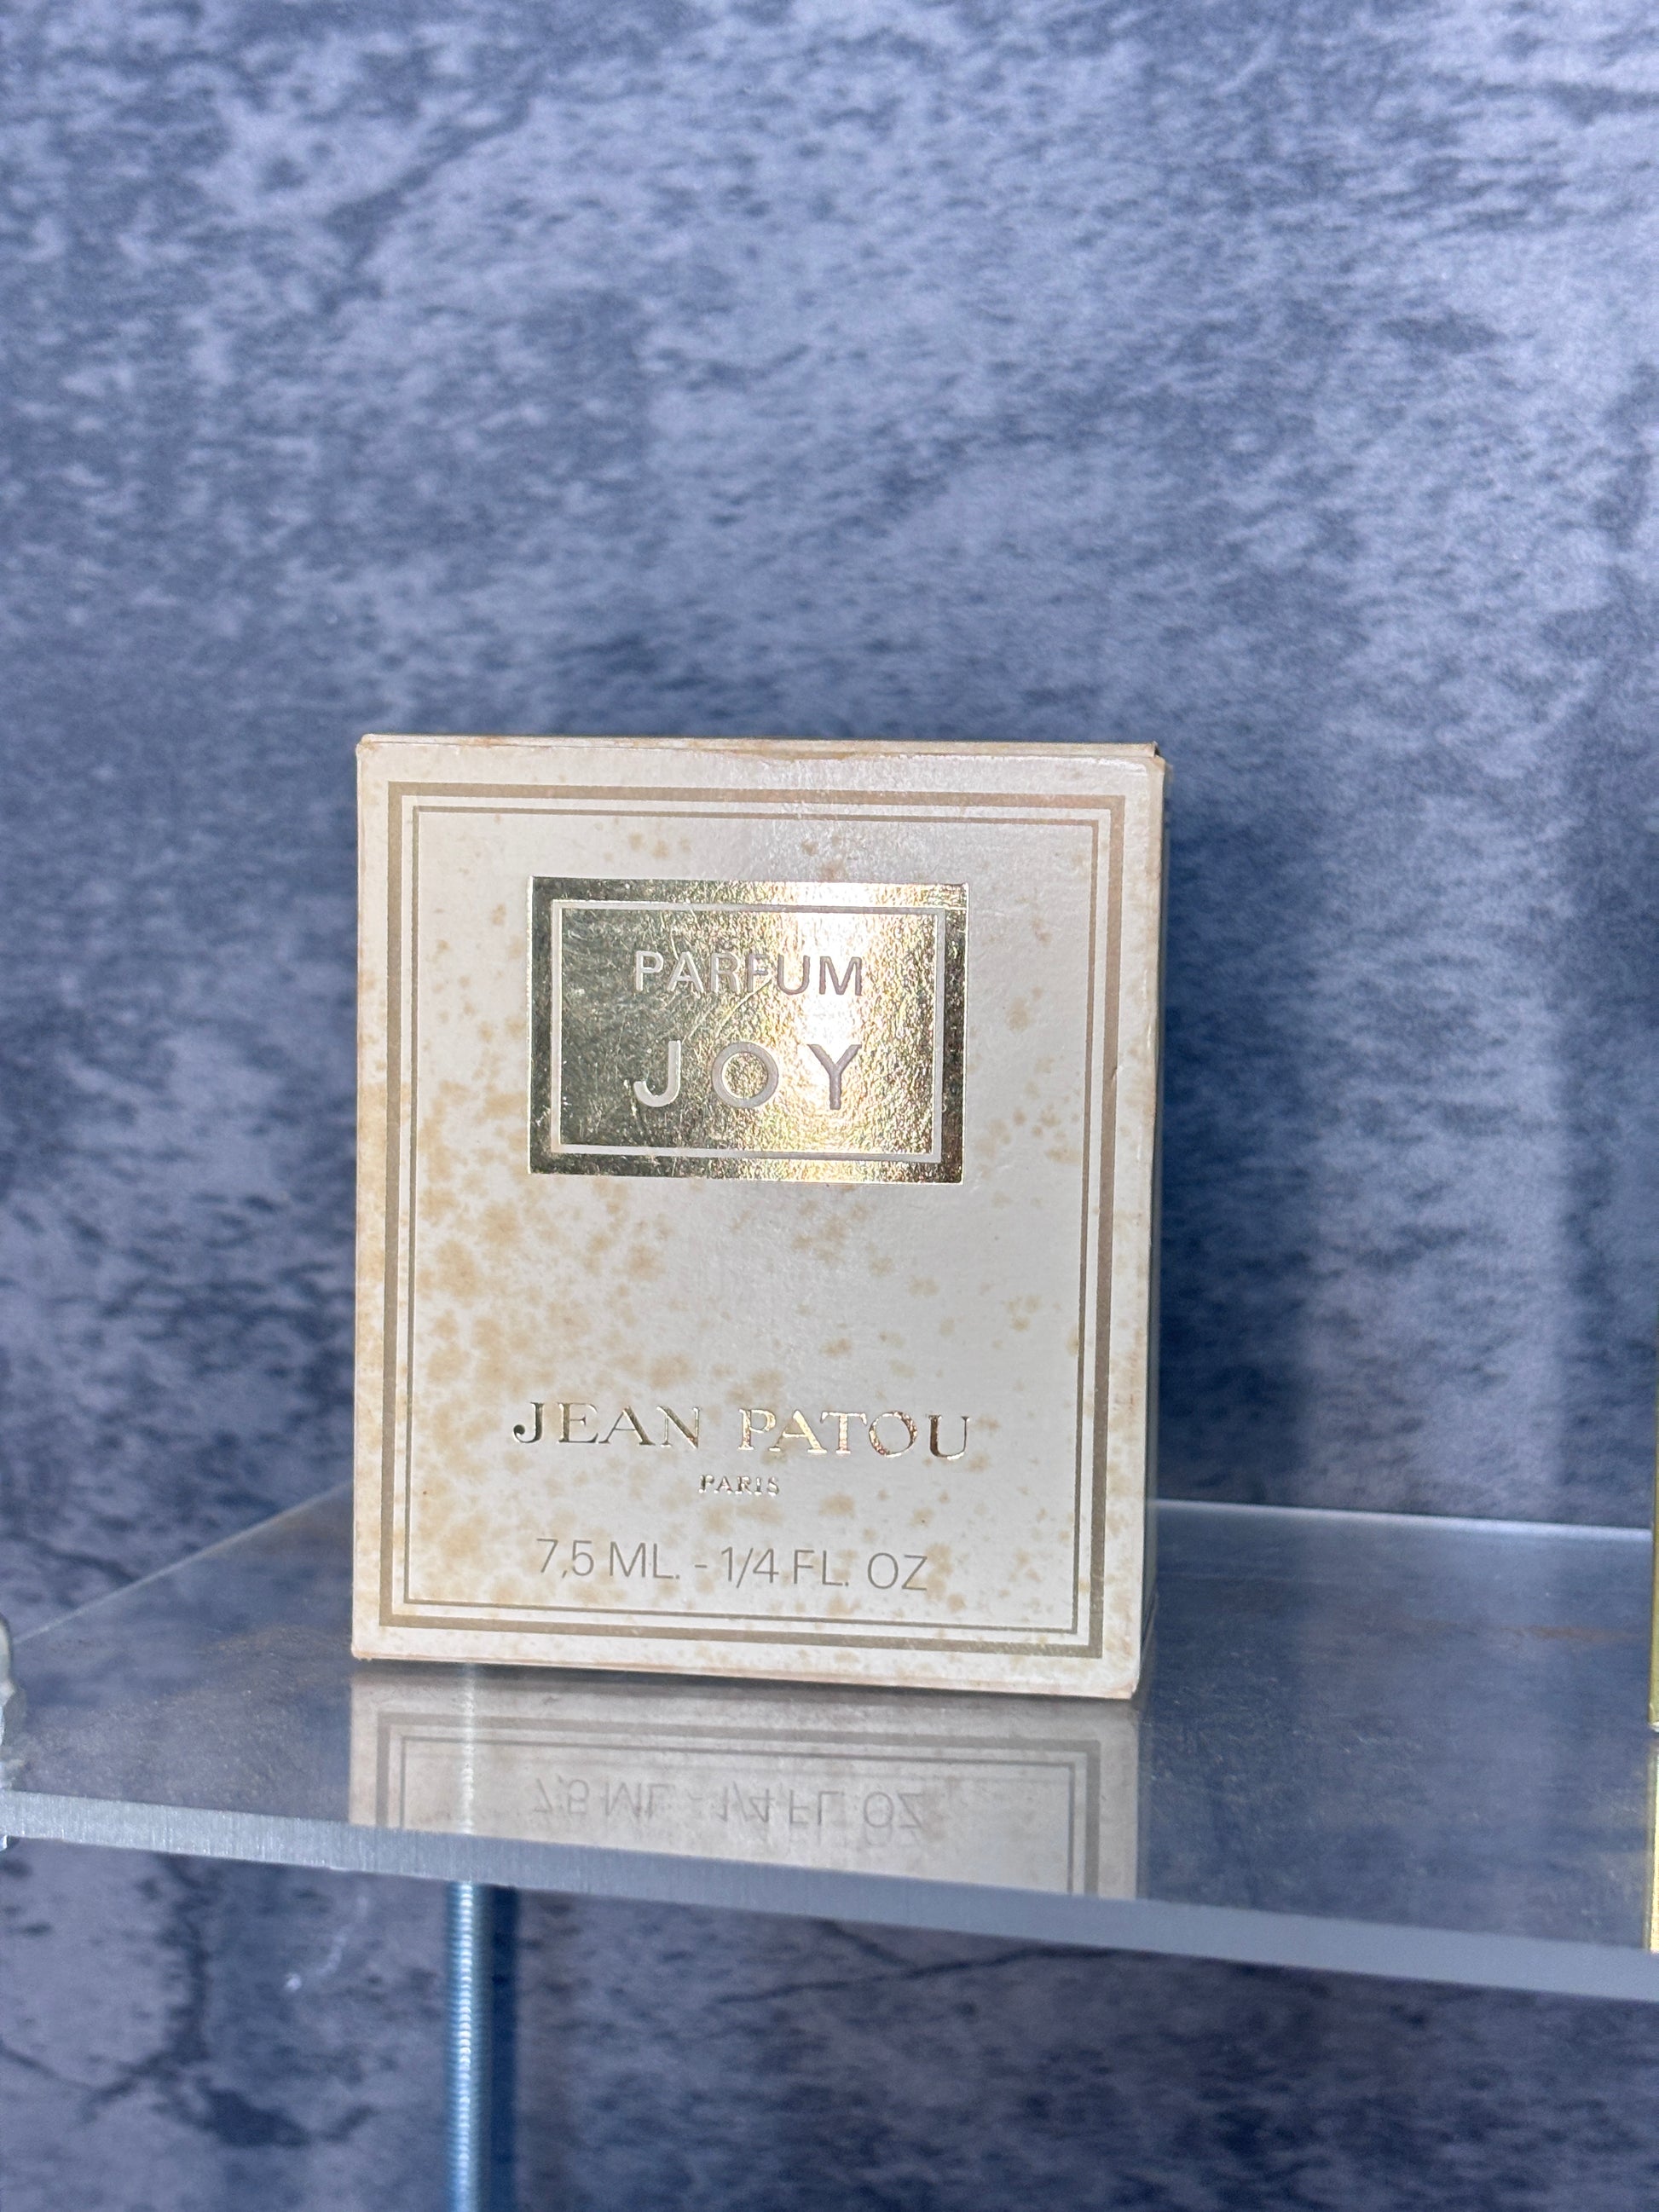 PARFUM
JOY
JEAN PATOU
PARIS
7,5 ML. - 1/4 FL. OZ